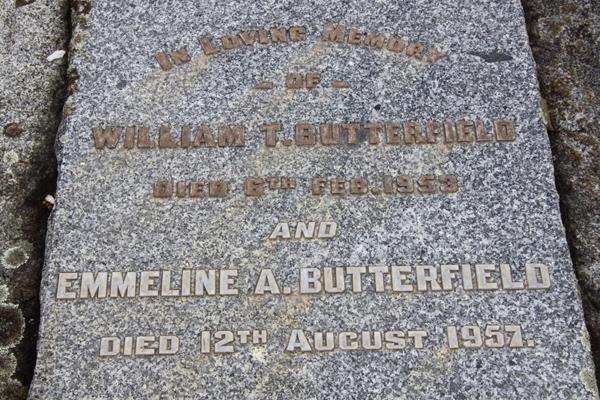 In Loving Memory
— OF —
WILLIAM T. BUTTERFIELD
DIED 6TH FEB. 1953
AND
EMMELINE A. BUTTERFIELD
DIED 12TH AUGUST 1957.